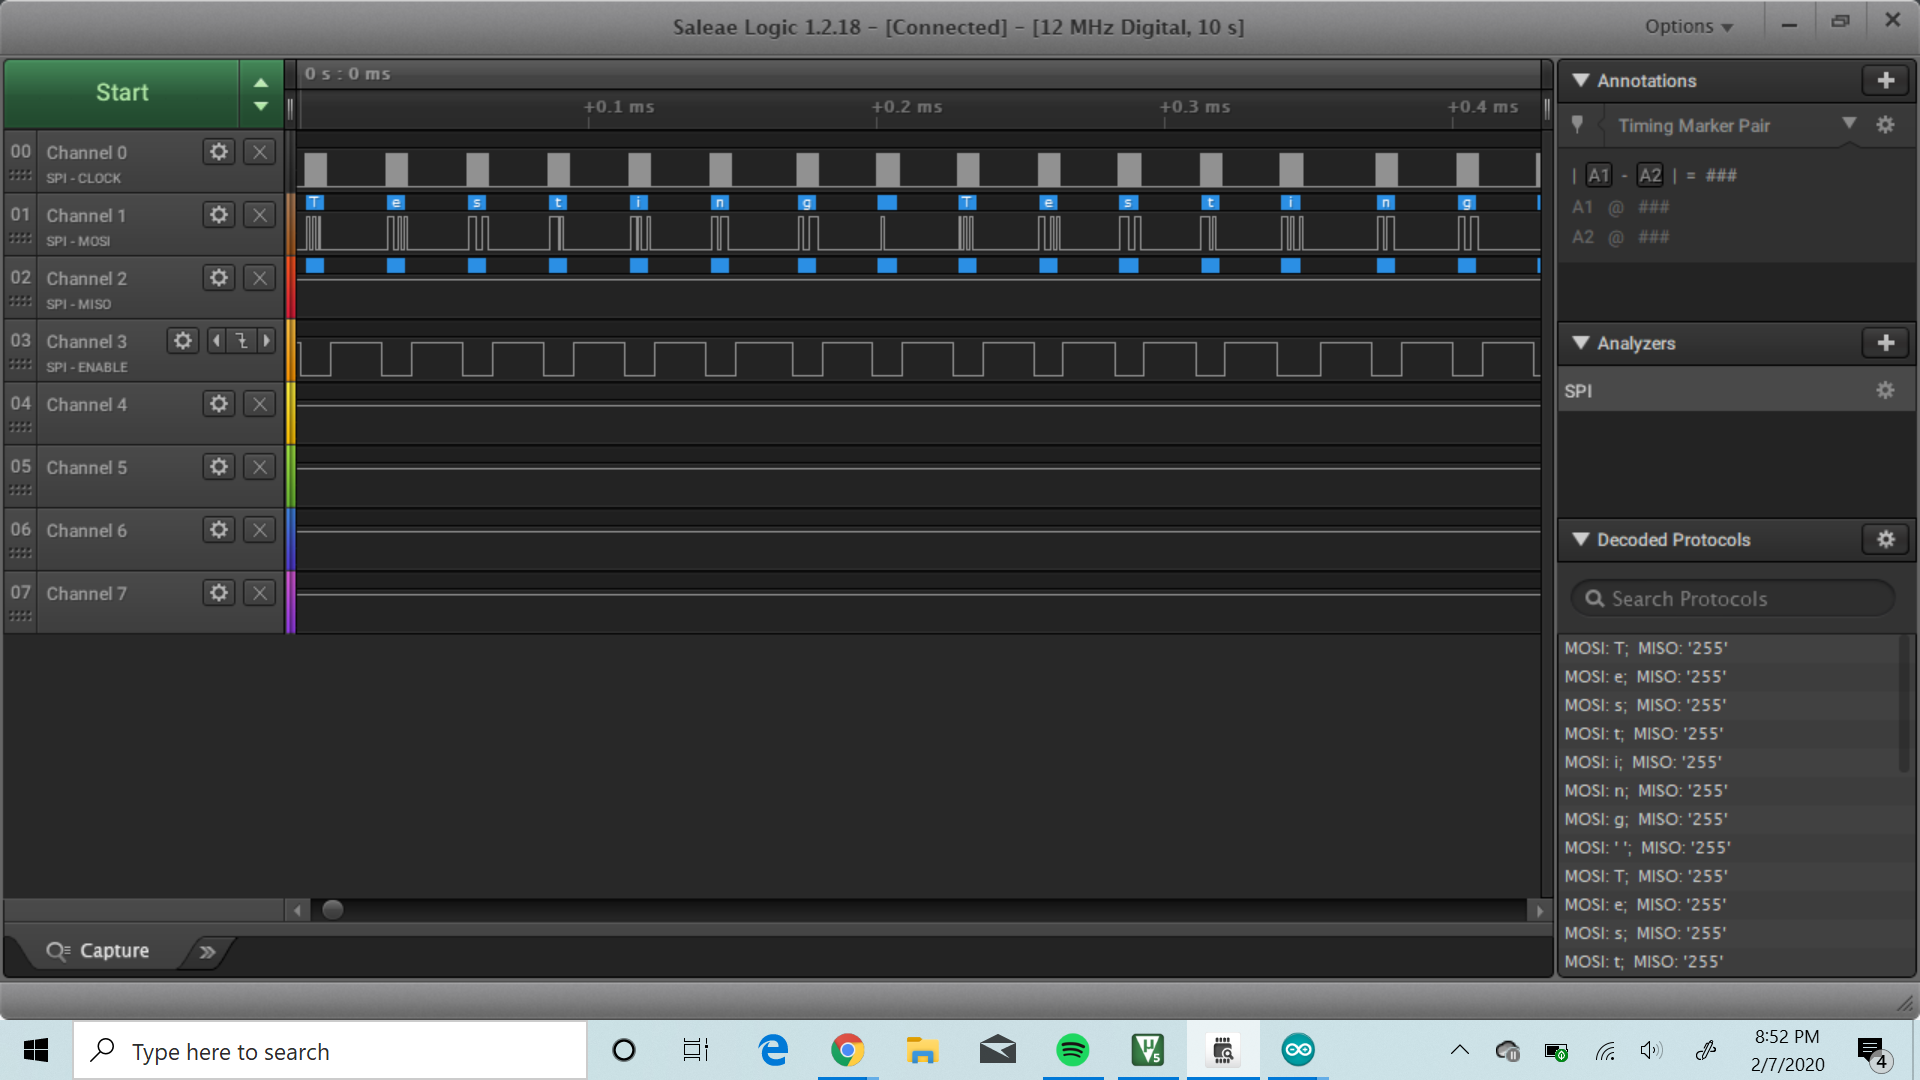 Saleae Logic 1.2.18 - [Connected] - [12 MHz Digital, 10 s]
Options
Start
0 s : 0 ms
+0.1 ms +0.2 ms +0.3 ms +0.4 ms
00 Channel 0
SPI - CLOCK
T e s t i n g T e s t i n g
01 Channel 1
SPI - MOSI
02 Channel 2
SPI - MISO
03 Channel 3
SPI - ENABLE
04 Channel 4
05 Channel 5
06 Channel 6
07 Channel 7
Capture
Annotations
Timing Marker Pair
| A1 - A2 | = ###
A1 @ ###
A2 @ ###
Analyzers
SPI
Decoded Protocols
Search Protocols
MOSI: T; MISO: '255'
MOSI: e; MISO: '255'
MOSI: s; MISO: '255'
MOSI: t; MISO: '255'
MOSI: i; MISO: '255'
MOSI: n; MISO: '255'
MOSI: g; MISO: '255'
MOSI: ' '; MISO: '255'
MOSI: T; MISO: '255'
MOSI: e; MISO: '255'
MOSI: s; MISO: '255'
MOSI: t; MISO: '255'
Type here to search
5
8:52 PM
2/7/2020
4